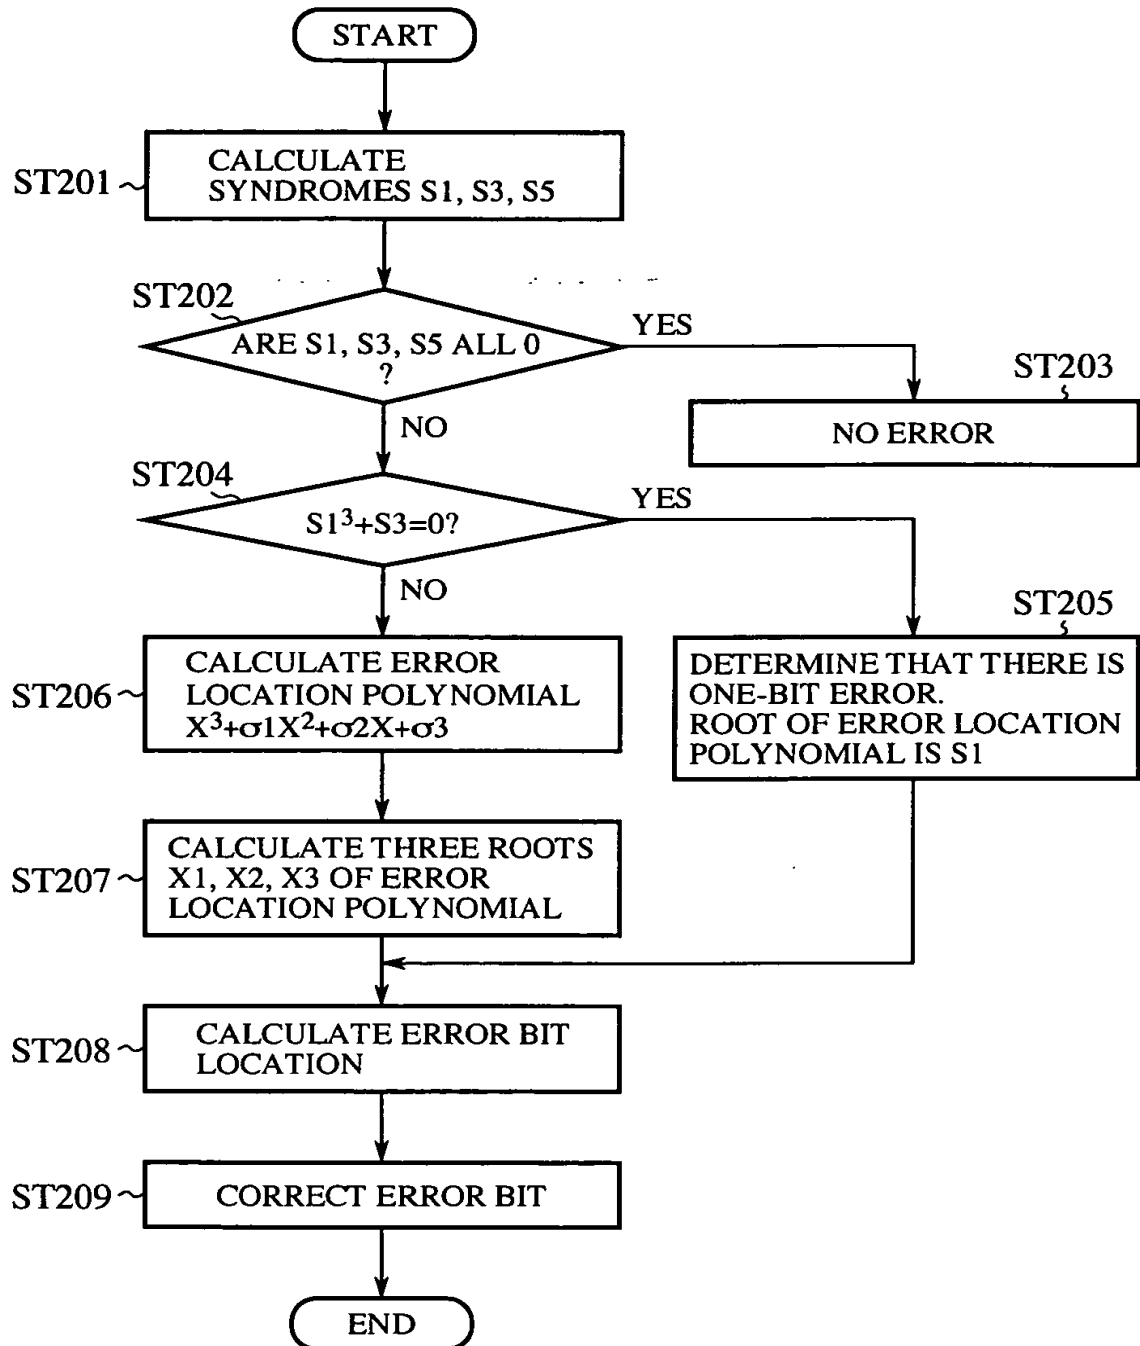 START
ST201
CALCULATE
SYNDROMES S1, S3, S5
ST202
ARE S1, S3, S5 ALL 0
?
YES
NO
ST203
NO ERROR
ST204
S1³+S3=0?
YES
NO
ST205
DETERMINE THAT THERE IS
ONE-BIT ERROR.
ROOT OF ERROR LOCATION
POLYNOMIAL IS S1
ST206
CALCULATE ERROR
LOCATION POLYNOMIAL
X³+σ1X²+σ2X+σ3
ST207
CALCULATE THREE ROOTS
X1, X2, X3 OF ERROR
LOCATION POLYNOMIAL
ST208
CALCULATE ERROR BIT
LOCATION
ST209
CORRECT ERROR BIT
END